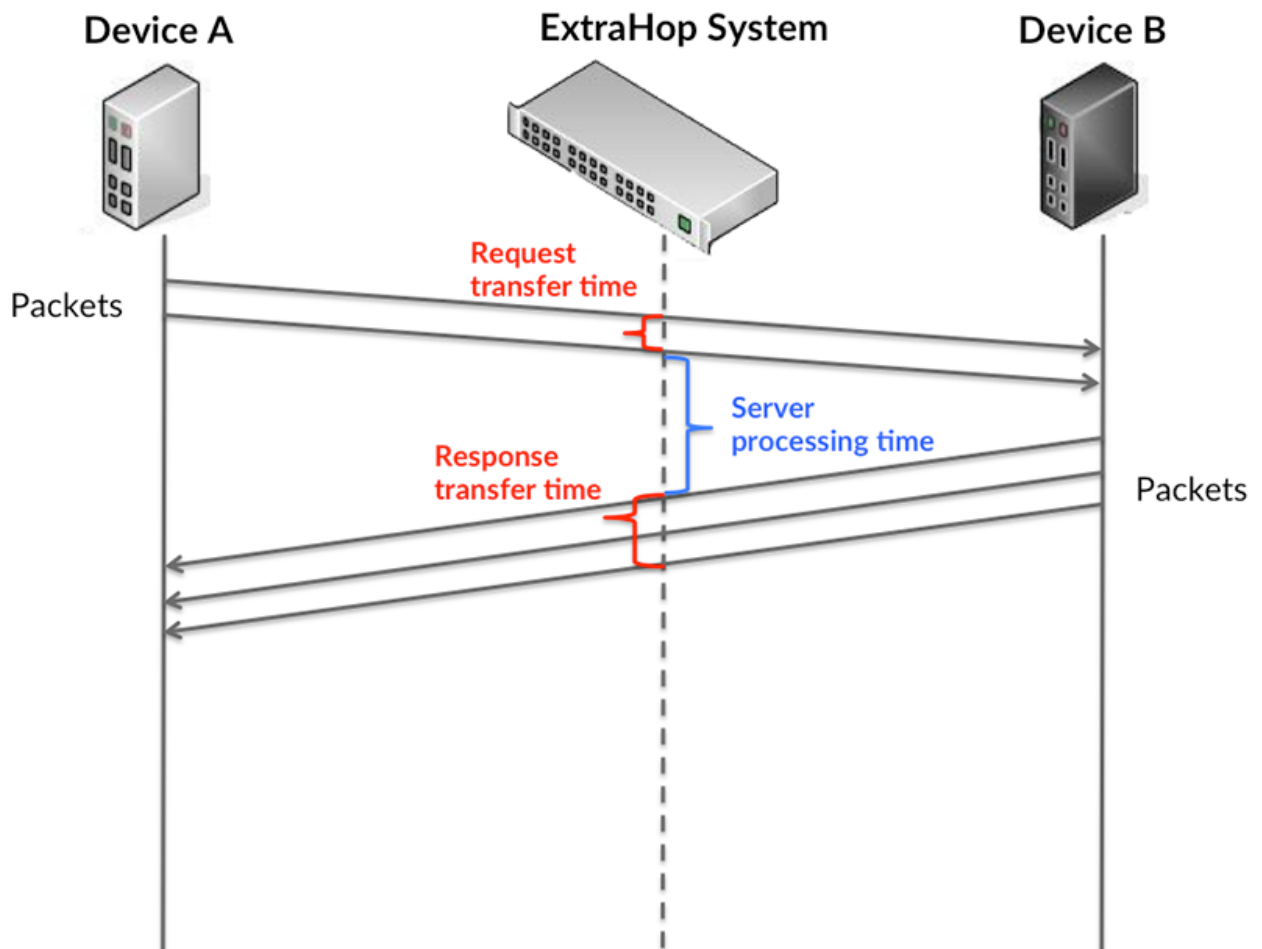 Device A
ExtraHop System
Device B
Request
transfer time
Packets
Server
processing time
Response
transfer time
Packets